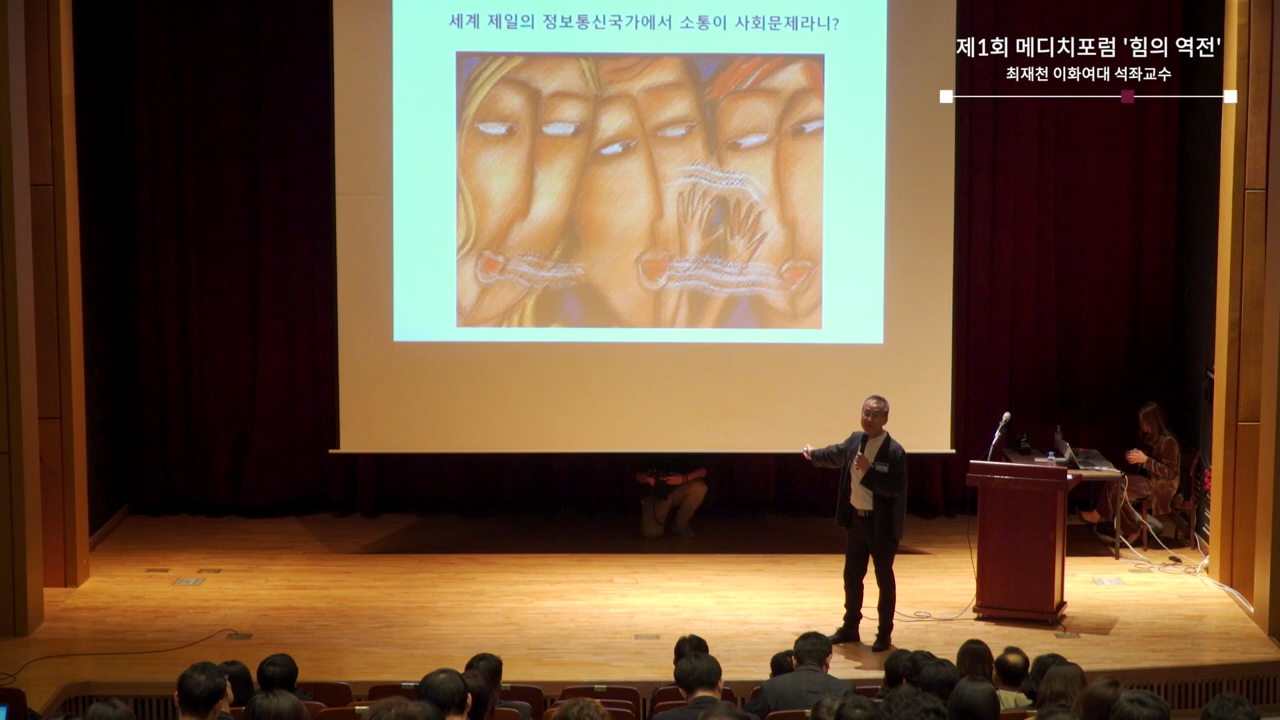 세계 제일의 정보통신국가에서 소통이 사회문제라니?
제1회 메디치포럼 '힘의 역전'
최재천 이화여대 석좌교수